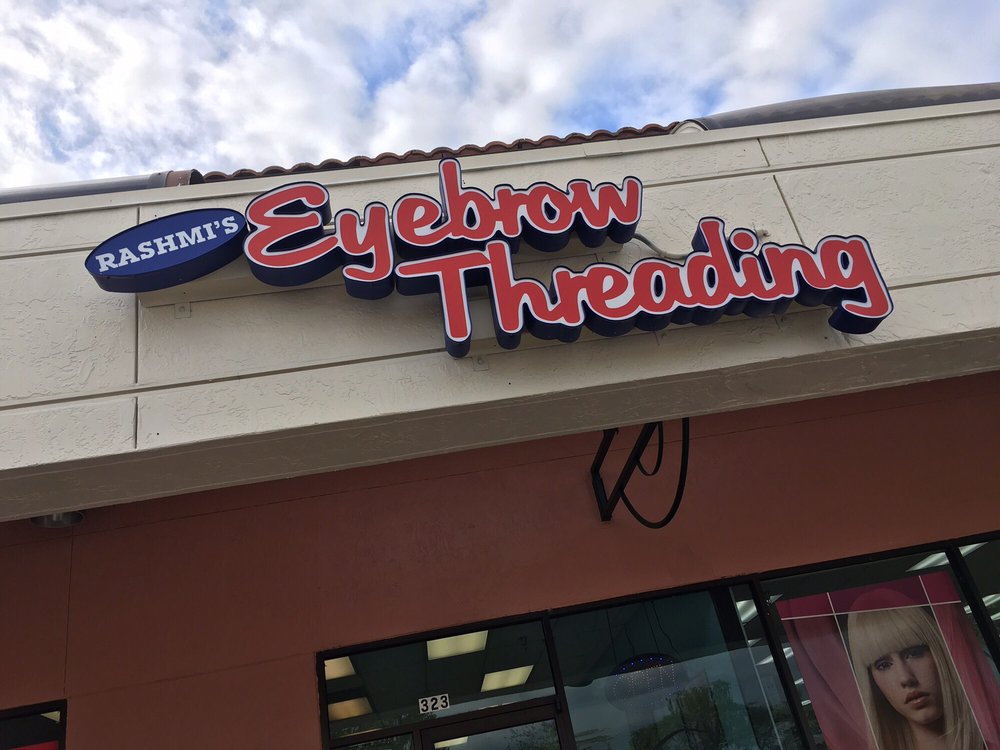 RASHMI'S
Eyebrow
Threading
323